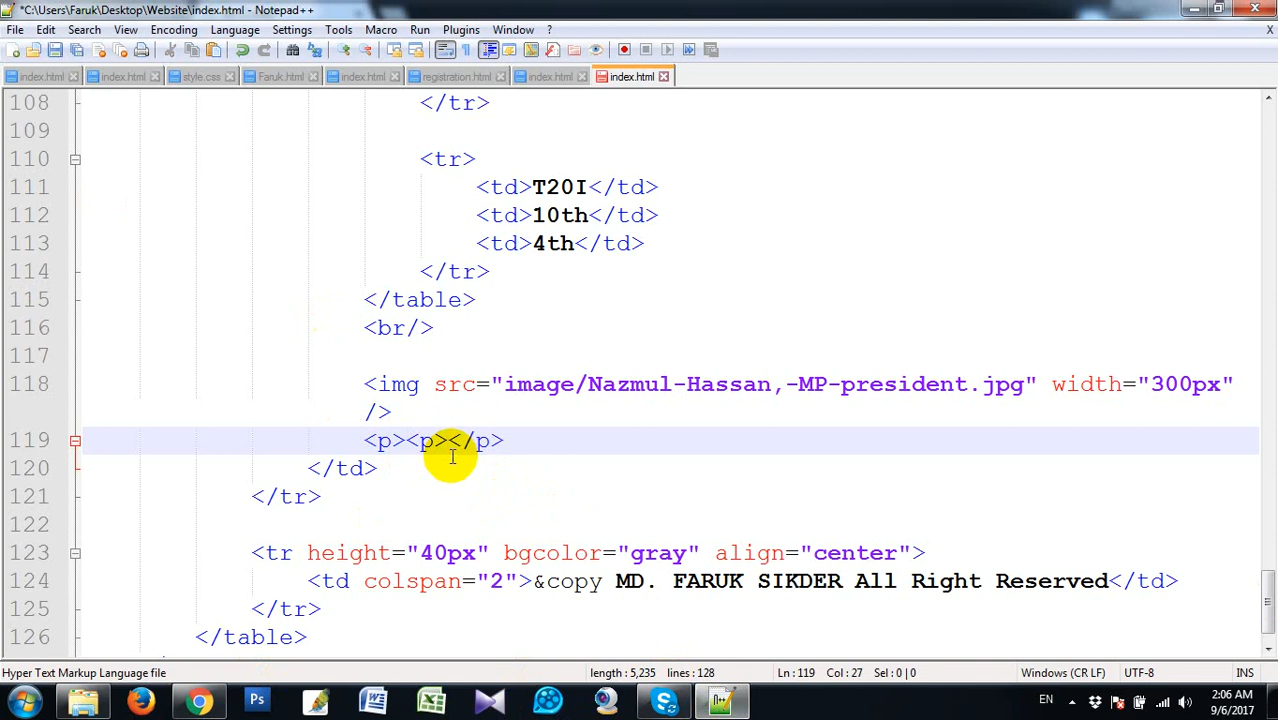 *C:\Users\Faruk\Desktop\Website\index.html - Notepad++
File Edit Search View Encoding Language Settings Tools Macro Run Plugins Window ? X
index.html index.html style.css Faruk.html index.html registration.html index.html index.html
108 </tr>
109
110 <tr>
111 <td>T20I</td>
112 <td>10th</td>
113 <td>4th</td>
114 </tr>
115 </table>
116 <br/>
117
118 <img src="image/Nazmul-Hassan,-MP-president.jpg" width="300px"
/>
119 <p><p></p>
120 </td>
121 </tr>
122
123 <tr height="40px" bgcolor="gray" align="center">
124 <td colspan="2">&copy MD. FARUK SIKDER All Right Reserved</td>
125 </tr>
126 </table>
Hyper Text Markup Language file length : 5,235 lines : 128 Ln : 119 Col : 27 Sel : 0 | 0 Windows (CR LF) UTF-8 INS
EN 2:06 AM
9/6/2017